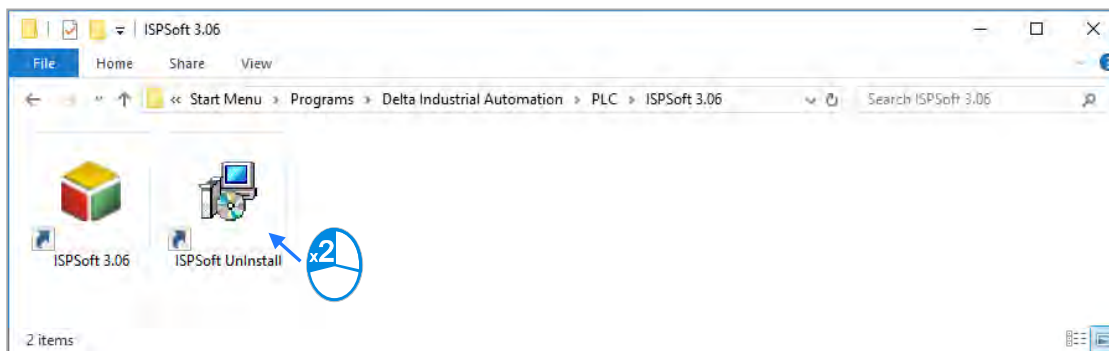 ISPSoft 3.06
File Home Share View
« Start Menu > Programs > Delta Industrial Automation > PLC > ISPSoft 3.06 Search ISPSoft 3.06
ISPSoft 3.06 ISPSoft UnInstall
x2
2 items